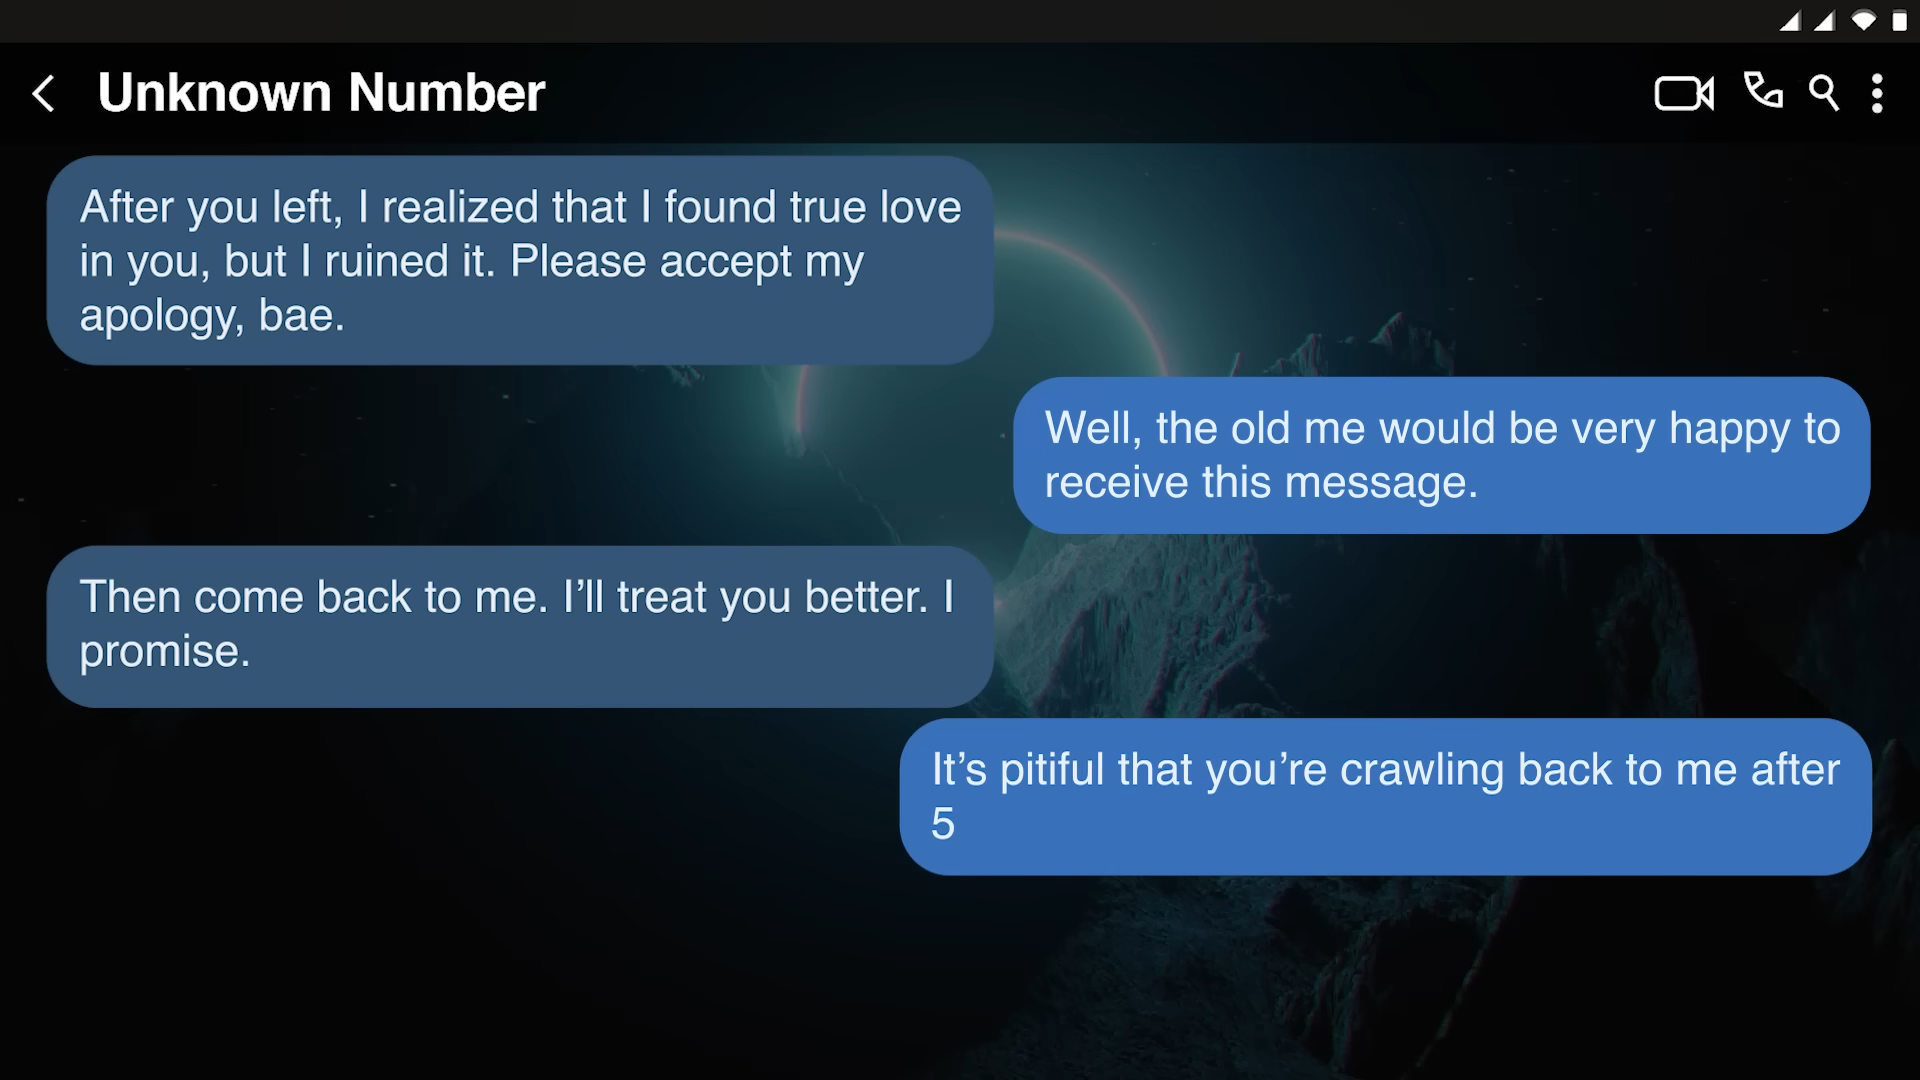 Unknown Number
After you left, I realized that I found true love
in you, but I ruined it. Please accept my
apology, bae.
Well, the old me would be very happy to
receive this message.
Then come back to me. I’ll treat you better. I
promise.
It’s pitiful that you’re crawling back to me after
5